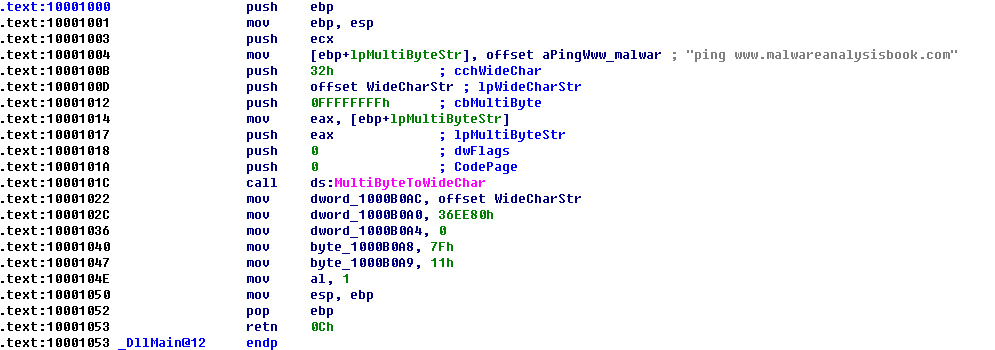 .text:10001000 push ebp
.text:10001001 mov ebp, esp
.text:10001003 push ecx
.text:10001004 mov [ebp+lpMultiByteStr], offset aPingWww_malwar ; "ping www.malwareanalysisbook.com"
.text:1000100B push 32h ; cchWideChar
.text:1000100D push offset WideCharStr ; lpWideCharStr
.text:10001012 push 0FFFFFFFFh ; cbMultiByte
.text:10001014 mov eax, [ebp+lpMultiByteStr]
.text:10001017 push eax ; lpMultiByteStr
.text:10001018 push 0 ; dwFlags
.text:1000101A push 0 ; CodePage
.text:1000101C call ds:MultiByteToWideChar
.text:10001022 mov dword_1000B0AC, offset WideCharStr
.text:1000102C mov dword_1000B0A0, 36EE80h
.text:10001036 mov dword_1000B0A4, 0
.text:10001040 mov byte_1000B0A8, 7Fh
.text:10001047 mov byte_1000B0A9, 11h
.text:1000104E mov al, 1
.text:10001050 mov esp, ebp
.text:10001052 pop ebp
.text:10001053 retn 0Ch
.text:10001053 _DllMain@12 endp